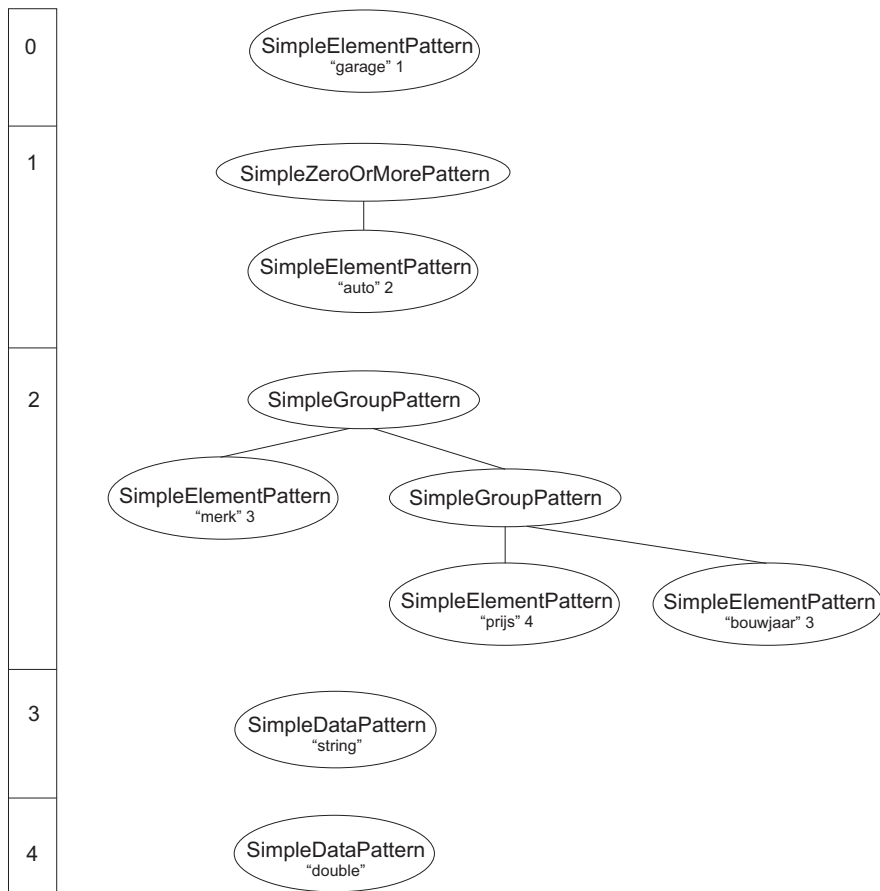 0
SimpleElementPattern
“garage” 1
1
SimpleZeroOrMorePattern
SimpleElementPattern
“auto” 2
2
SimpleGroupPattern
SimpleElementPattern
“merk” 3
SimpleGroupPattern
SimpleElementPattern
“prijs” 4
SimpleElementPattern
“bouwjaar” 3
3
SimpleDataPattern
“string”
4
SimpleDataPattern
“double”